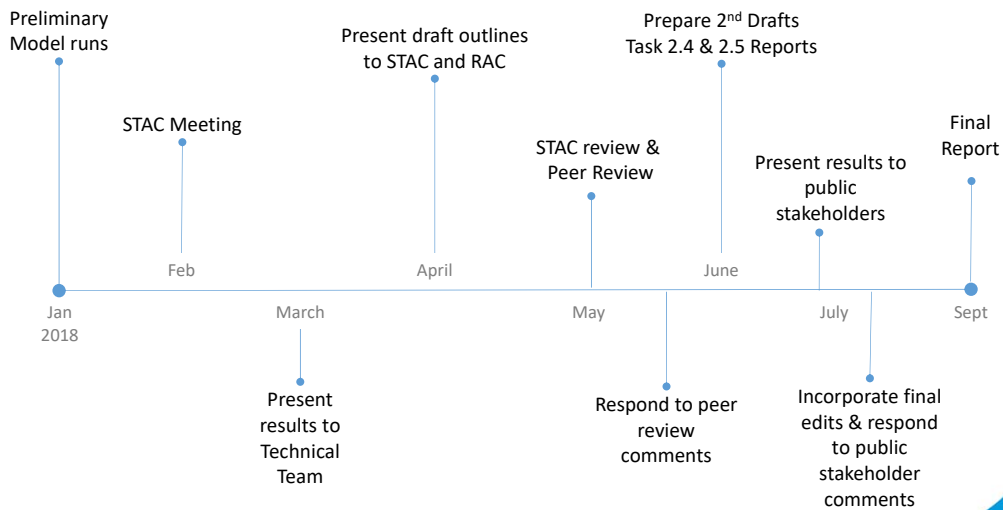 Preliminary
Model runs
STAC Meeting
Present draft outlines
to STAC and RAC
STAC review &
Peer Review
Prepare 2nd Drafts
Task 2.4 & 2.5 Reports
Present results to
public
stakeholders
Final
Report
Feb
April
June
Jan
2018
March
May
July
Sept
Present
results to
Technical
Team
Respond to peer
review
comments
Incorporate final
edits & respond
to public
stakeholder
comments